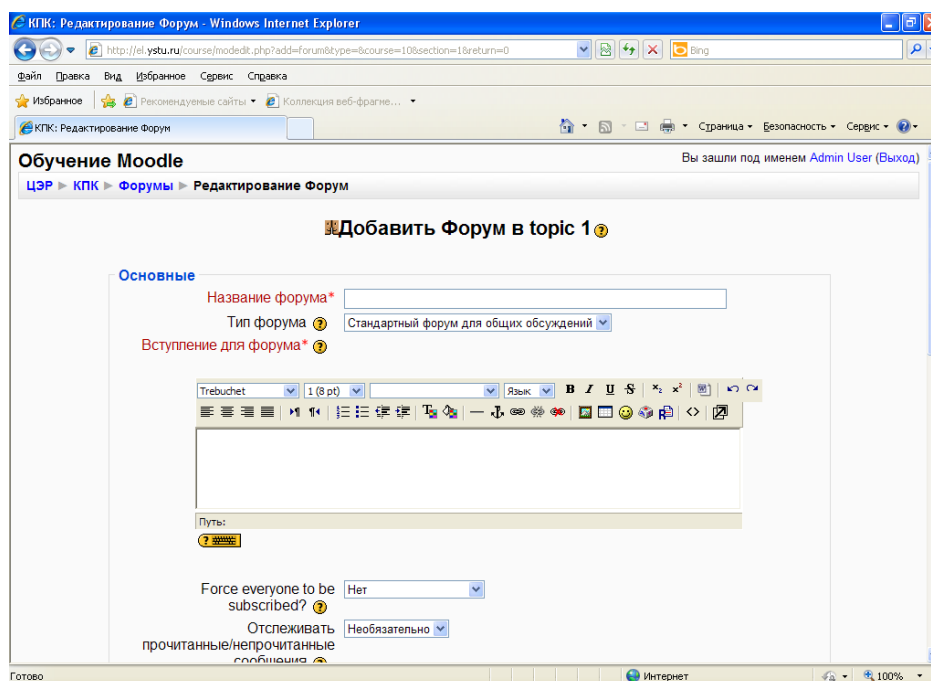 КПК: Редактирование Форум - Windows Internet Explorer
http://el.ystu.ru/course/modedit.php?add=forum&type=&course=10&section=1&return=0
Bing
Файл Правка Вид Избранное Сервис Справка
Избранное Рекомендуемые сайты Коллекция веб-фрагме...
КПК: Редактирование Форум
Страница Безопасность Сервис
Обучение Moodle
Вы зашли под именем Admin User (Выход)
ЦЭР ► КПК ► Форумы ► Редактирование Форум
Добавить Форум в topic 1
Основные
Название форума*
Тип форума Стандартный форум для общих обсуждений
Вступление для форума*
Trebuchet 1 (8 pt) Язык B I U S x₂ x²
Путь:
Force everyone to be subscribed? Нет
Отслеживать Необязательно
прочитанные/непрочитанные
сообщения
Готово Интернет 100%